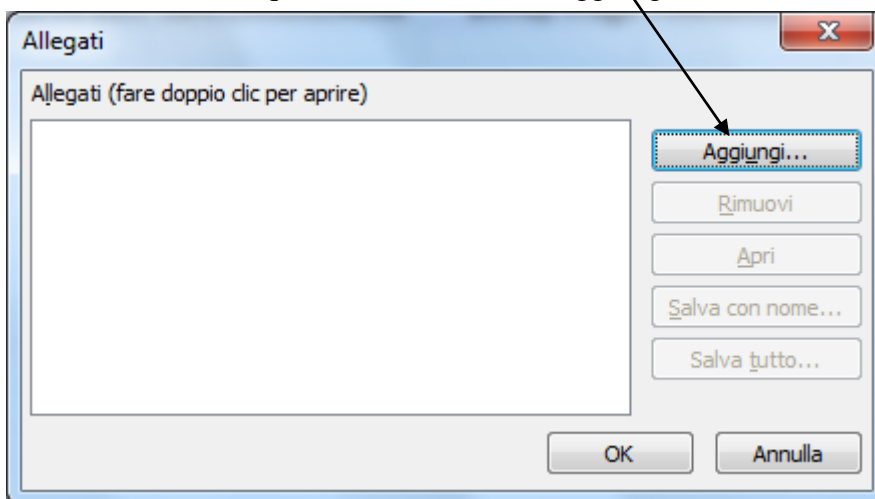 Allegati
Allegati (fare doppio clic per aprire)
Aggiungi...
Rimuovi
Apri
Salva con nome...
Salva tutto...
OK
Annulla